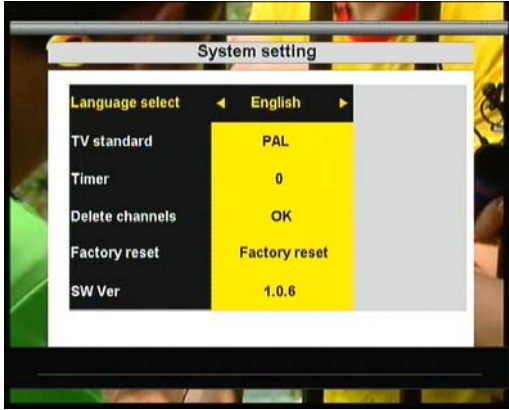 System setting
Language select English
TV standard PAL
Timer 0
Delete channels OK
Factory reset Factory reset
SW Ver 1.0.6